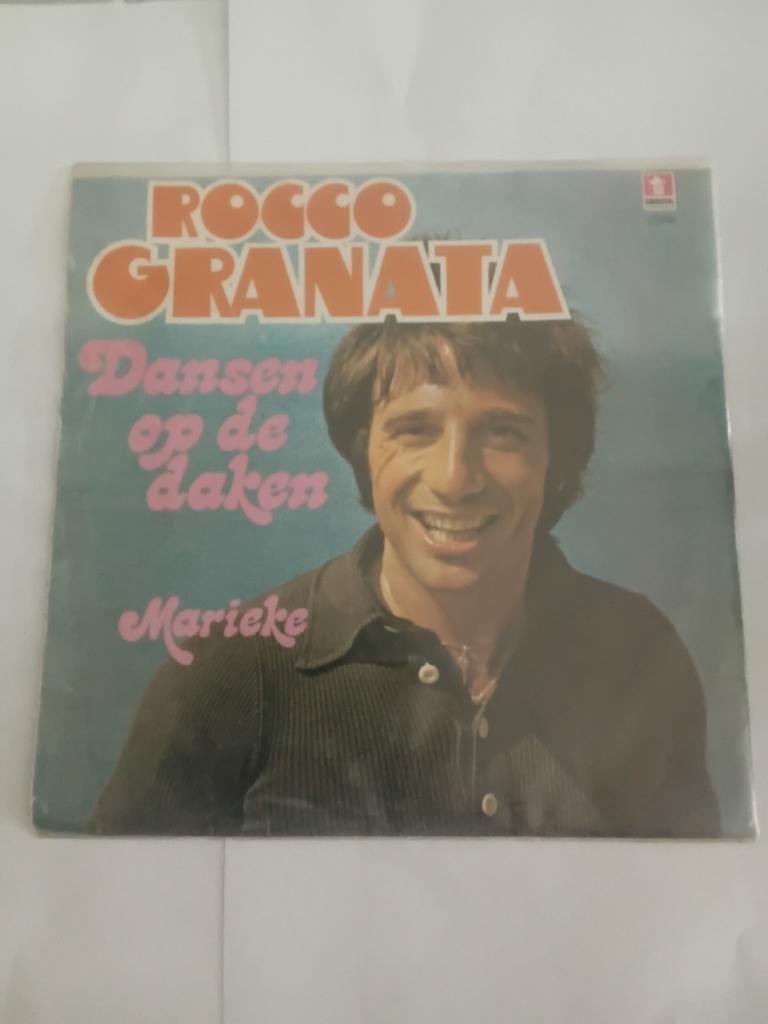 ROCCO
GRANATA
Dansen
op de
daken
Marieke